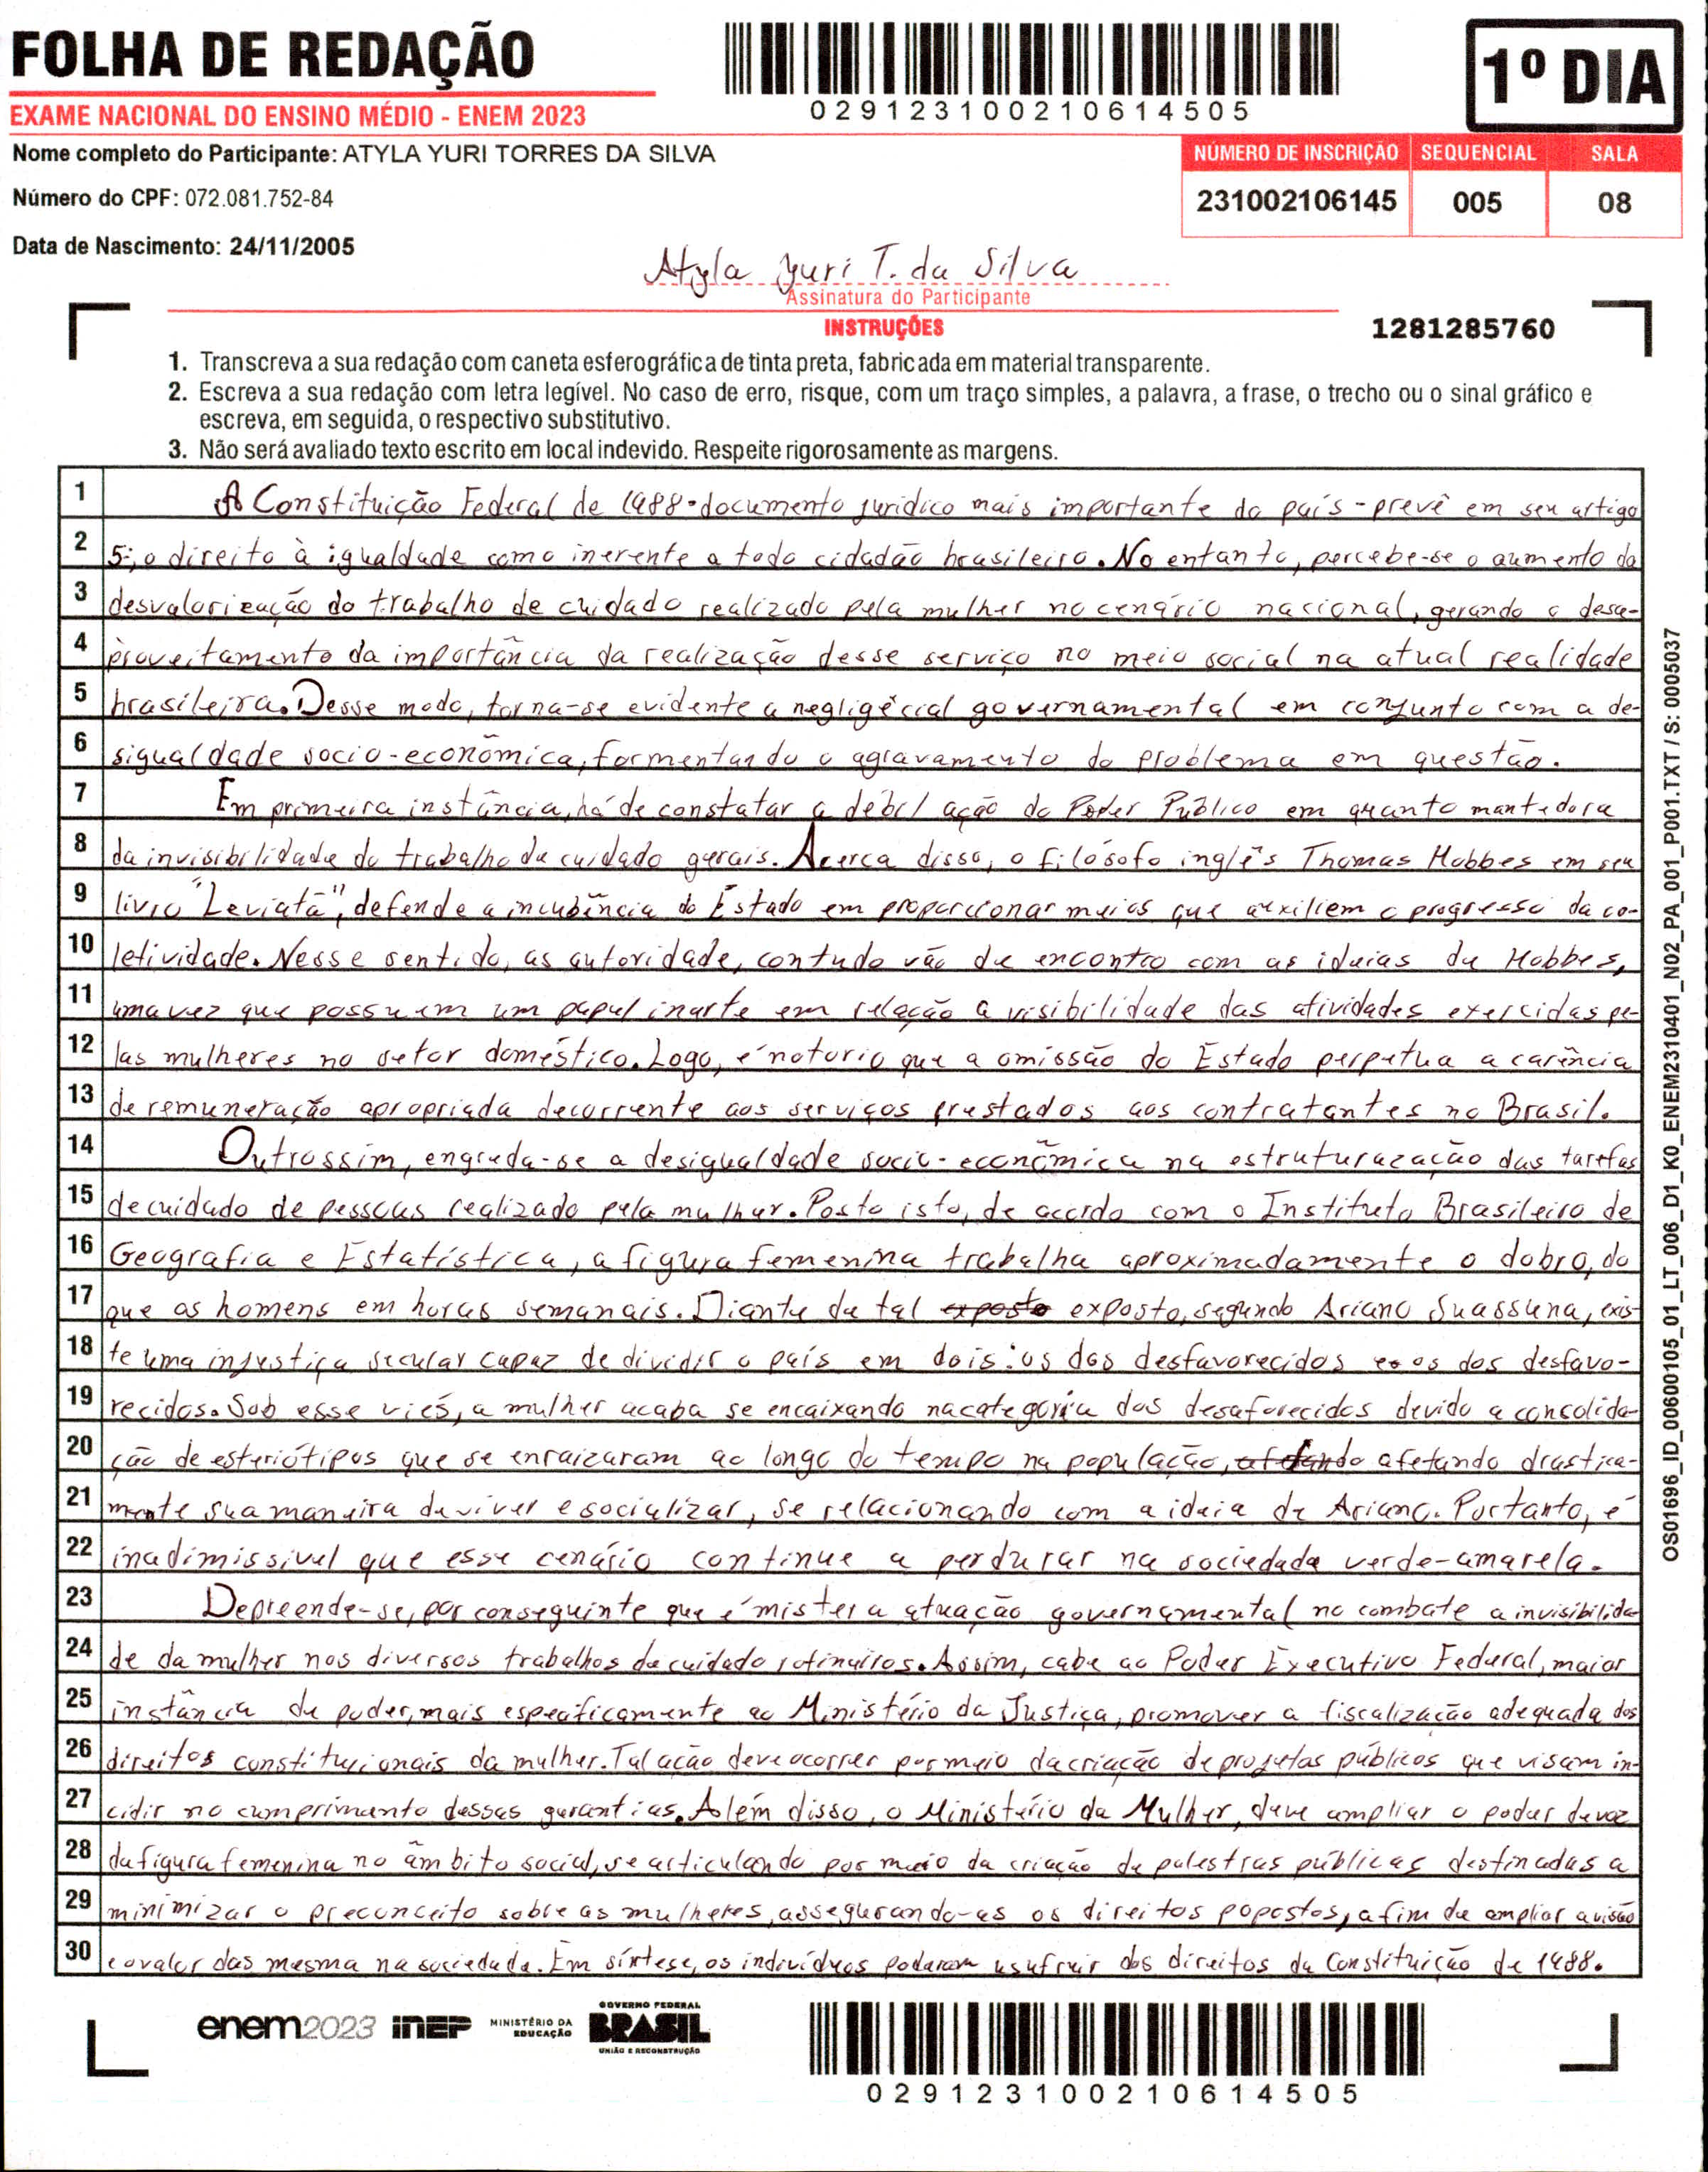 FOLHA DE REDAÇÃO
EXAME NACIONAL DO ENSINO MÉDIO - ENEM 2023
029123100210614505
1º DIA
Nome completo do Participante: ATYLA YURI TORRES DA SILVA
Número do CPF: 072.081.752-84
Data de Nascimento: 24/11/2005
NÚMERO DE INSCRIÇÃO SEQUENCIAL SALA
231002106145 005 08
Atyla Yuri T. da Silva
Assinatura do Participante
INSTRUÇÕES
1281285760
1. Transcreva a sua redação com caneta esferográfica de tinta preta, fabricada em material transparente.
2. Escreva a sua redação com letra legível. No caso de erro, risque, com um traço simples, a palavra, a frase, o trecho ou o sinal gráfico e
escreva, em seguida, o respectivo substitutivo.
3. Não será avaliado texto escrito em local indevido. Respeite rigorosamente as margens.
1 A Constituição Federal de 1988-documento jurídico mais importante do país-prevê em seu artigo
2 5º, o direito à igualdade como inerente a todo cidadão brasileiro. No entanto, percebe-se o aumento da
3 desvalorização do trabalho de cuidado realizado pela mulher no cenário nacional, gerando o desa-
4 proveitamento da importância da realização desse serviço no meio social na atual realidade
5 brasileira. Desse modo, torna-se evidente a negligêcial governamental em conjunto com a de-
6 sigualdade socio-econômica, formentando o agravamento do problema em questão.
7 Em primeira instância, há de constatar a débil ação do Poder Público em quanto mantedora
8 da invisibilidade do trabalho de cuidado gerais. Acerca disso, o filósofo inglês Thomas Hobbes em seu
9 livro "Leviatã", defende a incubência do Estado em proporcionar meios que auxiliem o progresso da co-
10 letividade. Nesse sentido, as autoridade, contudo vão de encontro com as ideias de Hobbes,
11 uma vez que possuem um papel inarte em relação a visibilidade das atividades exercidas pe-
12 las mulheres no setor doméstico. Logo, é notorio que a omissão do Estado perpetua a carência
13 de remuneração apropriada decorrente aos serviços prestados aos contratantes no Brasil.
14 Outrossim, engreda-se a desigualdade socio-econômica na estruturazação das tarefas
15 de cuidado de pessoas realizado pela mulher. Posto isto, de acordo com o Instituto Brasileiro de
16 Geografia e Estatística, a figura femenina trabalha aproximadamente o dobro, do
17 que os homens em horas semanais. Diante de tal exposto exposto, segundo Ariano Suassuna, exis-
18 te uma injustiça secular capaz de dividir o país em dois: os dos desfavorecidos e os dos desfavo-
19 recidos. Sob esse viés, a mulher acaba se encaixando na categoria dos desaforecidos devido a consolida-
20 ção de esteriótipos que se enraizaram ao longo do tempo na população, afetando afetando drastica-
21 mente sua maneira de viver e socializar, se relacionando com a ideia de Ariano. Portanto, é
22 inadimissivel que esse cenário continue a perdurar na sociedade verde-amarela.
23 Depreende-se, por conseguinte que é mister a atuação governamental no combate a invisibilida-
24 de da mulher nos diversos trabalhos de cuidado rotineiros. Assim, cabe ao Poder Executivo Federal, maior
25 instância de poder, mais especificamente ao Ministério da Justiça, promover a fiscalização adequada dos
26 direitos constitucionais da mulher. Tal ação deve ocorrer por meio da criação de projetos públicos que visam in-
27 cidir no cumprimento dessas garantias. Além disso, o Ministério da Mulher, deve ampliar o poder de voz
28 da figura femenina no âmbito social, se articulando por meio da criação de palestras públicas destinadas a
29 minimizar o preconceito sobre as mulheres, assegurando-as os direitos popostos, a fim de ampliar a visão
30 e o valor das mesma na sociedade. Em síntese, os indivíduos poderam usufruir dos direitos da Constituição de 1988.
OS01696_ID_00600105_01_LT_006_D1_K0_ENEM2310401_N02_PA_001_P001.TXT / S: 0005037
enem2023 inep MINISTÉRIO DA EDUCAÇÃO GOVERNO FEDERAL BRASIL UNIÃO E RECONSTRUÇÃO
029123100210614505